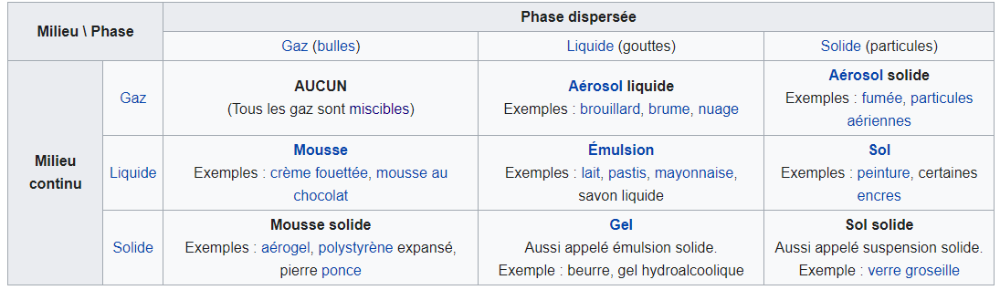 Milieu \ Phase
Phase dispersée
Gaz (bulles)
Liquide (gouttes)
Solide (particules)
Milieu
continu
Gaz
AUCUN
(Tous les gaz sont miscibles)
Aérosol liquide
Exemples : brouillard, brume, nuage
Aérosol solide
Exemples : fumée, particules
aériennes
Liquide
Mousse
Exemples : crème fouettée, mousse au
chocolat
Émulsion
Exemples : lait, pastis, mayonnaise,
savon liquide
Sol
Exemples : peinture, certaines
encres
Solide
Mousse solide
Exemples : aérogel, polystyrène expansé,
pierre ponce
Gel
Aussi appelé émulsion solide.
Exemple : beurre, gel hydroalcoolique
Sol solide
Aussi appelé suspension solide.
Exemple : verre groseille